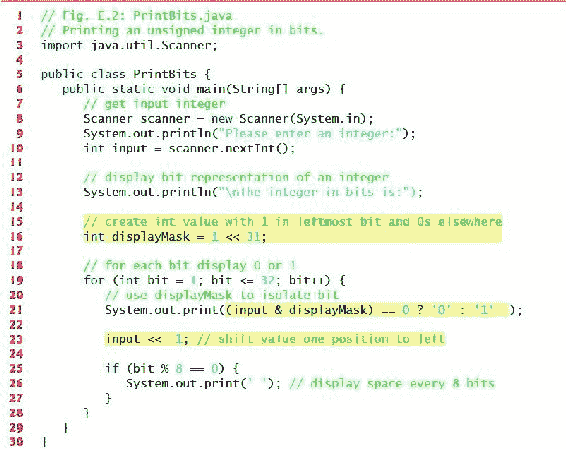 1 // Fig. E.2: PrintBits.java
2 // Printing an unsigned integer in bits.
3 import java.util.Scanner;
4
5 public class PrintBits {
6 public static void main(String[] args) {
7 // get input integer
8 Scanner scanner = new Scanner(System.in);
9 System.out.println("Please enter an integer:");
10 int input = scanner.nextInt();
11
12 // display bit representation of an integer
13 System.out.println("\nThe integer in bits is:");
14
15 // create int value with 1 in leftmost bit and 0s elsewhere
16 int displayMask = 1 << 31;
17
18 // for each bit display 0 or 1
19 for (int bit = 1; bit <= 32; bit++) {
20 // use displayMask to isolate bit
21 System.out.print((input & displayMask) == 0 ? '0' : '1' );
22
23 input <<= 1; // shift value one position to left
24
25 if (bit % 8 == 0) {
26 System.out.print(' '); // display space every 8 bits
27 }
28 }
29 }
30 }